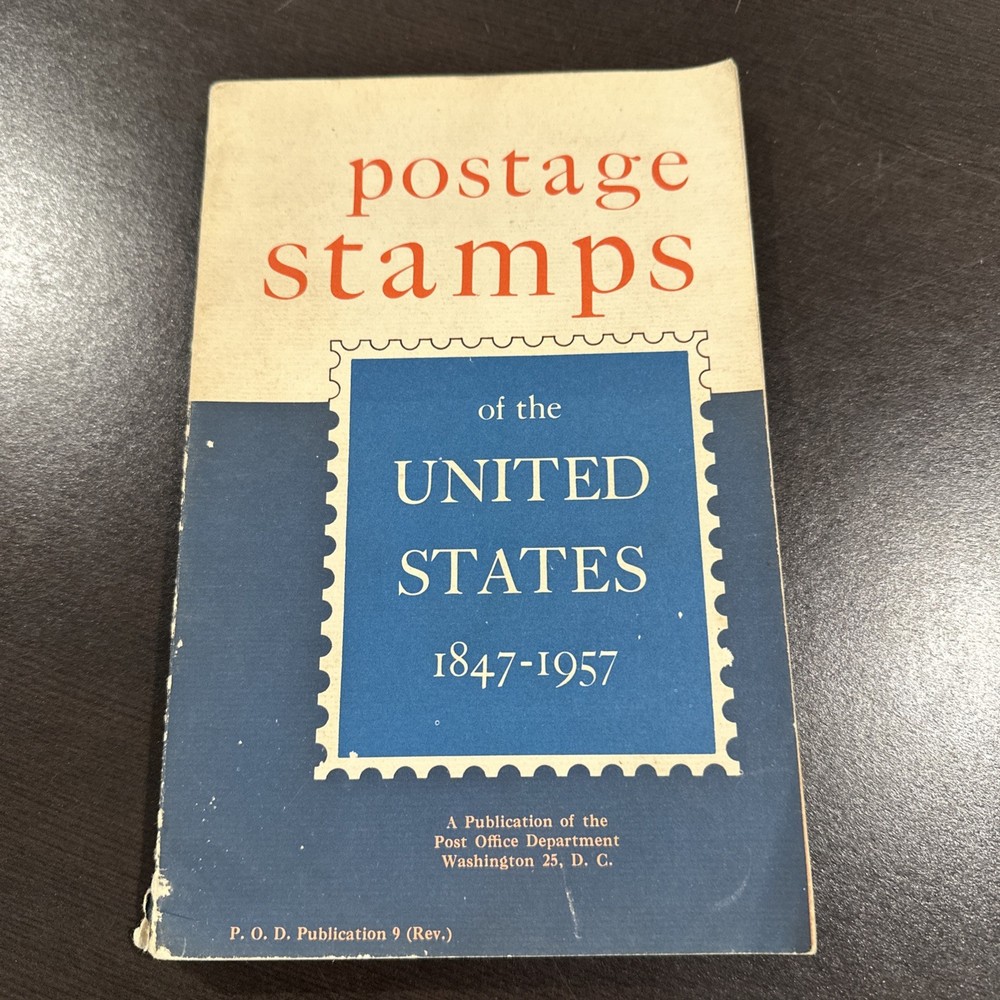 postage
stamps
of the
UNITED
STATES
1847-1957
A Publication of the
Post Office Department
Washington 25, D. C.
P. O. D. Publication 9 (Rev.)